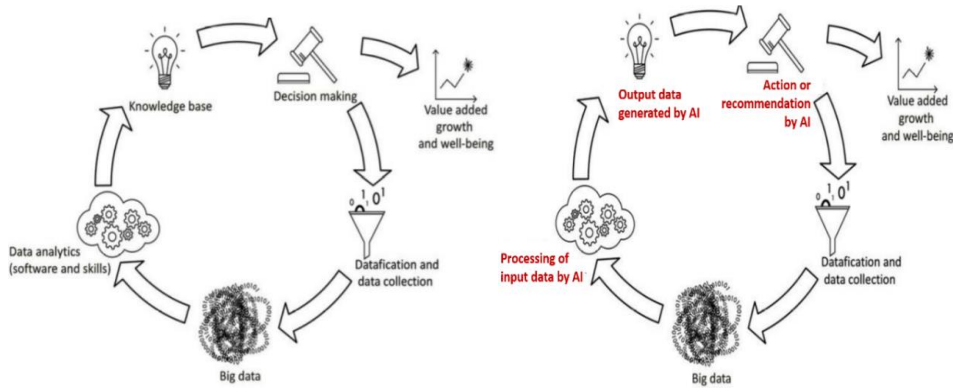 Knowledge base
Decision making
Value added
growth
and well-being
0 1 1 0 1
Datafication and
data collection
Big data
Data analytics
(software and skills)
Output data
generated by AI
Action or
recommendation
by AI
Value added
growth
and well-being
0 1 1 0 1
Datafication and
data collection
Big data
Processing of
input data by AI